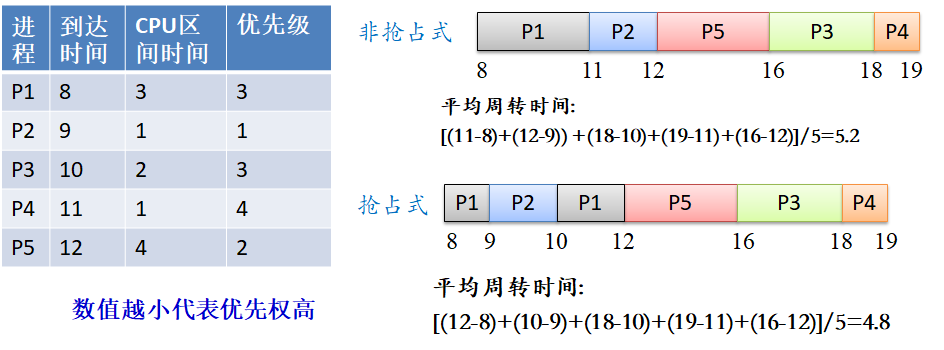 进程 到达时间 CPU区间时间 优先级
P1 8 3 3
P2 9 1 1
P3 10 2 3
P4 11 1 4
P5 12 4 2
数值越小代表优先权高
非抢占式
P1 P2 P5 P3 P4
8 11 12 16 18 19
平均周转时间:
[(11-8)+(12-9)) +(18-10)+(19-11)+(16-12)]/5=5.2
抢占式
P1 P2 P1 P5 P3 P4
8 9 10 12 16 18 19
平均周转时间:
[(12-8)+(10-9)+(18-10)+(19-11)+(16-12)]/5=4.8